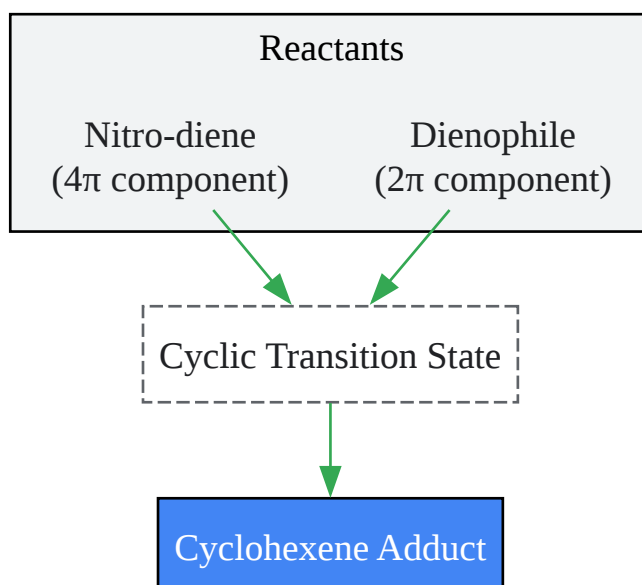 Reactants
Nitro-diene
(4π component)
Dienophile
(2π component)
Cyclic Transition State
Cyclohexene Adduct